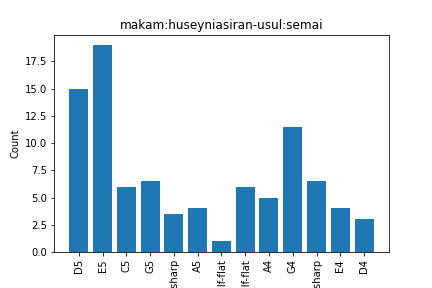 makam:huseyniasiran-usul:semai
Count
17.5
15.0
12.5
10.0
7.5
5.0
2.5
0.0
D5
E5
C5
G5
sharp
A5
lf-flat
lf-flat
A4
G4
sharp
E4
D4